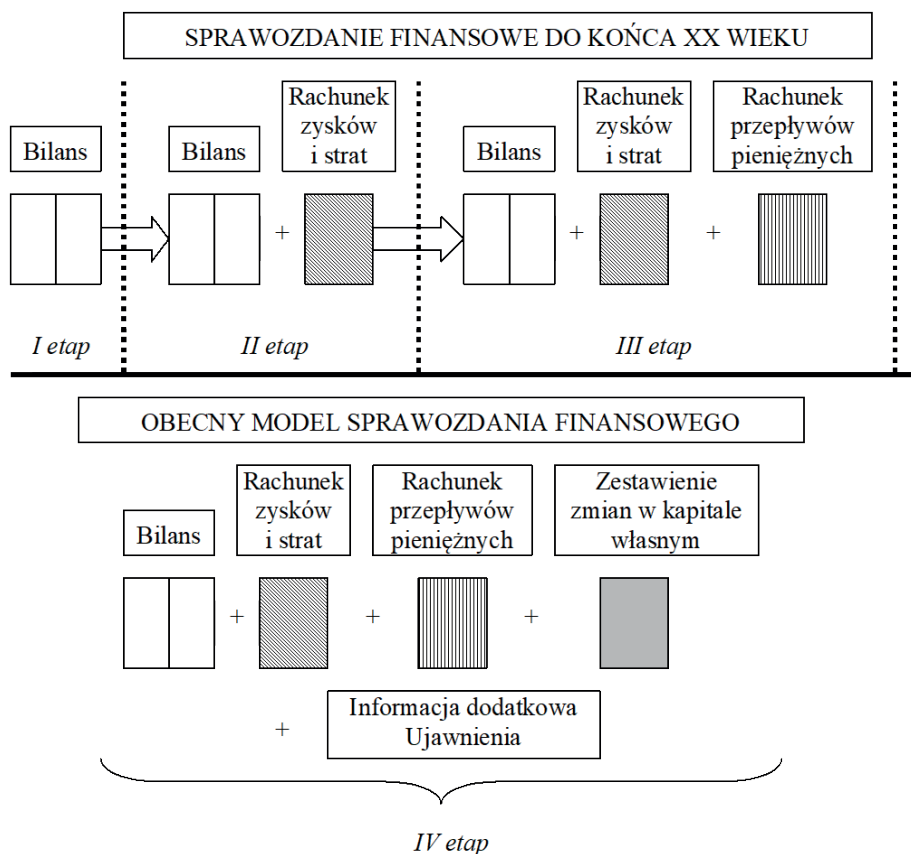 SPRAWOZDANIE FINANSOWE DO KOŃCA XX WIEKU
Bilans
Bilans
Rachunek
zysków
i strat
Bilans
Rachunek
zysków
i strat
Rachunek
przepływów
pieniężnych
+
+
+
I etap
II etap
III etap
OBECNY MODEL SPRAWOZDANIA FINANSOWEGO
Bilans
Rachunek
zysków
i strat
Rachunek
przepływów
pieniężnych
Zestawienie
zmian w kapitale
własnym
+
+
+
+
Informacja dodatkowa
Ujawnienia
IV etap